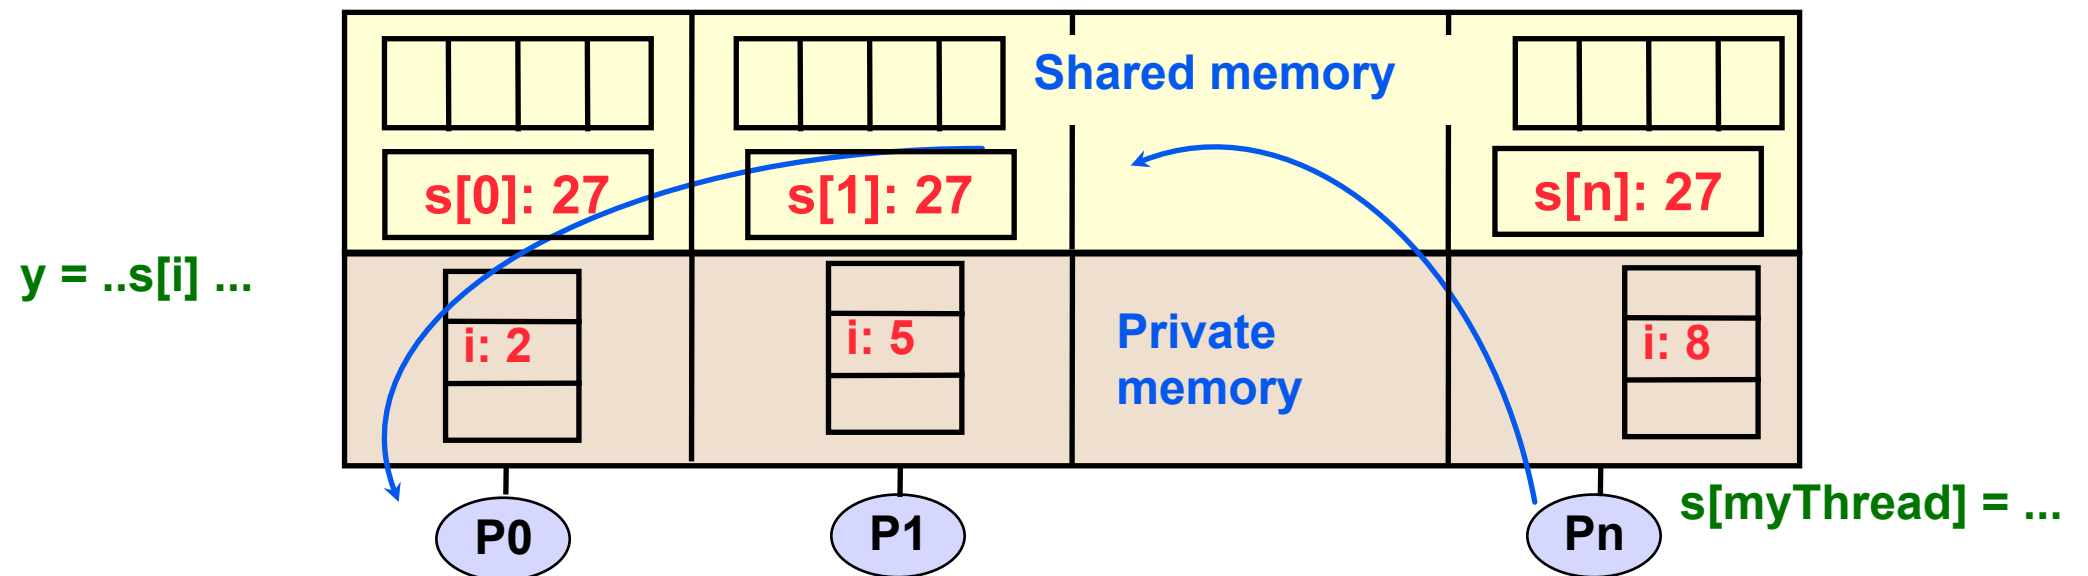 Shared memory
s[0]: 27
s[1]: 27
s[n]: 27
y = ..s[i] ...
i: 2
i: 5
Private
memory
i: 8
P0
P1
Pn
s[myThread] = ...